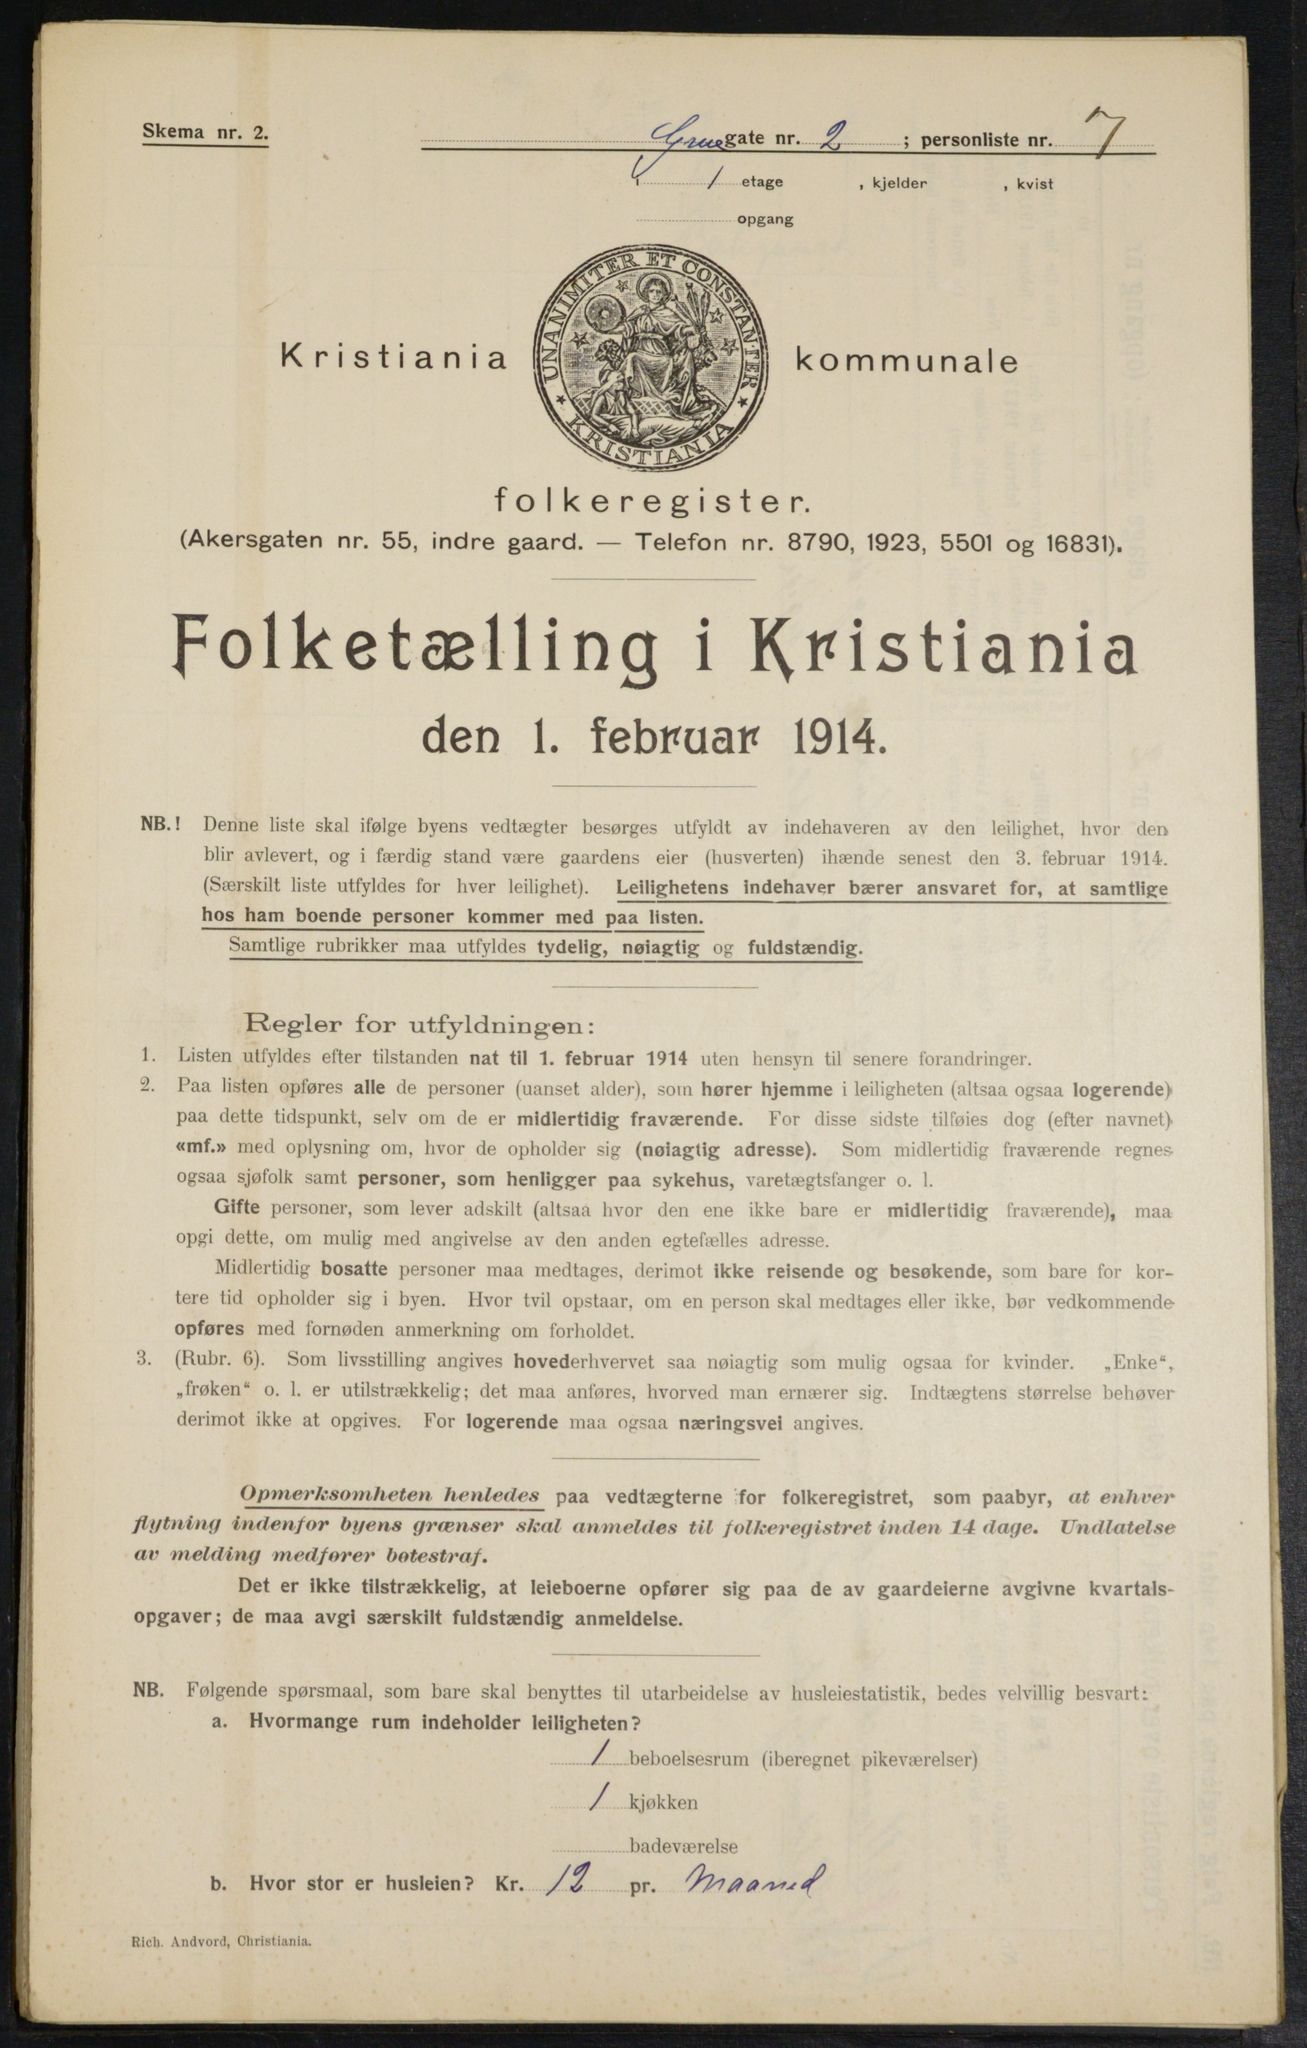 Skema nr. 2.
Gruegate nr. 2 ; personliste nr. 7
i 1 etage , kjelder , kvist
opgang
UNANIMITER ET CONSTANTER
KRISTIANIA
Kristiania kommunale
folkeregister.
(Akersgaten nr. 55, indre gaard. — Telefon nr. 8790, 1923, 5501 og 16831).
Folketælling i Kristiania
den 1. februar 1914.
NB.! Denne liste skal ifølge byens vedtægter besørges utfyldt av indehaveren av den leilighet, hvor den
blir avlevert, og i færdig stand være gaardens eier (husverten) ihænde senest den 3. februar 1914.
(Særskilt liste utfyldes for hver leilighet). Leilighetens indehaver bærer ansvaret for, at samtlige
hos ham boende personer kommer med paa listen.
Samtlige rubrikker maa utfyldes tydelig, nøiagtig og fuldstændig.
Regler for utfyldningen:
1. Listen utfyldes efter tilstanden nat til 1. februar 1914 uten hensyn til senere forandringer.
2. Paa listen opføres alle de personer (uanset alder), som hører hjemme i leiligheten (altsaa ogsaa logerende)
paa dette tidspunkt, selv om de er midlertidig fraværende. For disse sidste tilføies dog (efter navnet)
«mf.» med oplysning om, hvor de opholder sig (nøiagtig adresse). Som midlertidig fraværende regnes
ogsaa sjøfolk samt personer, som henligger paa sykehus, varetægtsfanger o. l.
Gifte personer, som lever adskilt (altsaa hvor den ene ikke bare er midlertidig fraværende), maa
opgi dette, om mulig med angivelse av den anden egtefælles adresse.
Midlertidig bosatte personer maa medtages, derimot ikke reisende og besøkende, som bare for kor-
tere tid opholder sig i byen. Hvor tvil opstaar, om en person skal medtages eller ikke, bør vedkommende
opføres med fornøden anmerkning om forholdet.
3. (Rubr. 6). Som livsstilling angives hovederhvervet saa nøiagtig som mulig ogsaa for kvinder. „Enke“,
„frøken“ o. l. er utilstrækkelig; det maa anføres, hvorved man ernærer sig. Indtægtens størrelse behøver
derimot ikke at opgives. For logerende maa ogsaa næringsvei angives.
Opmerksomheten henledes paa vedtægterne for folkeregistret, som paabyr, at enhver
flytning indenfor byens grænser skal anmeldes til folkeregistret inden 14 dage. Undlatelse
av melding medfører bøtestraf.
Det er ikke tilstrækkelig, at leieboerne opfører sig paa de av gaardeierne avgivne kvartals-
opgaver; de maa avgi særskilt fuldstændig anmeldelse.
NB. Følgende spørsmaal, som bare skal benyttes til utarbeidelse av husleiestatistik, bedes velvillig besvart:
a. Hvormange rum indeholder leiligheten?
1 beboelsesrum (iberegnet pikeværelser)
1 kjøkken
badeværelse
b. Hvor stor er husleien? Kr. 12 pr. Maaned
Rich. Andvord, Christiania.